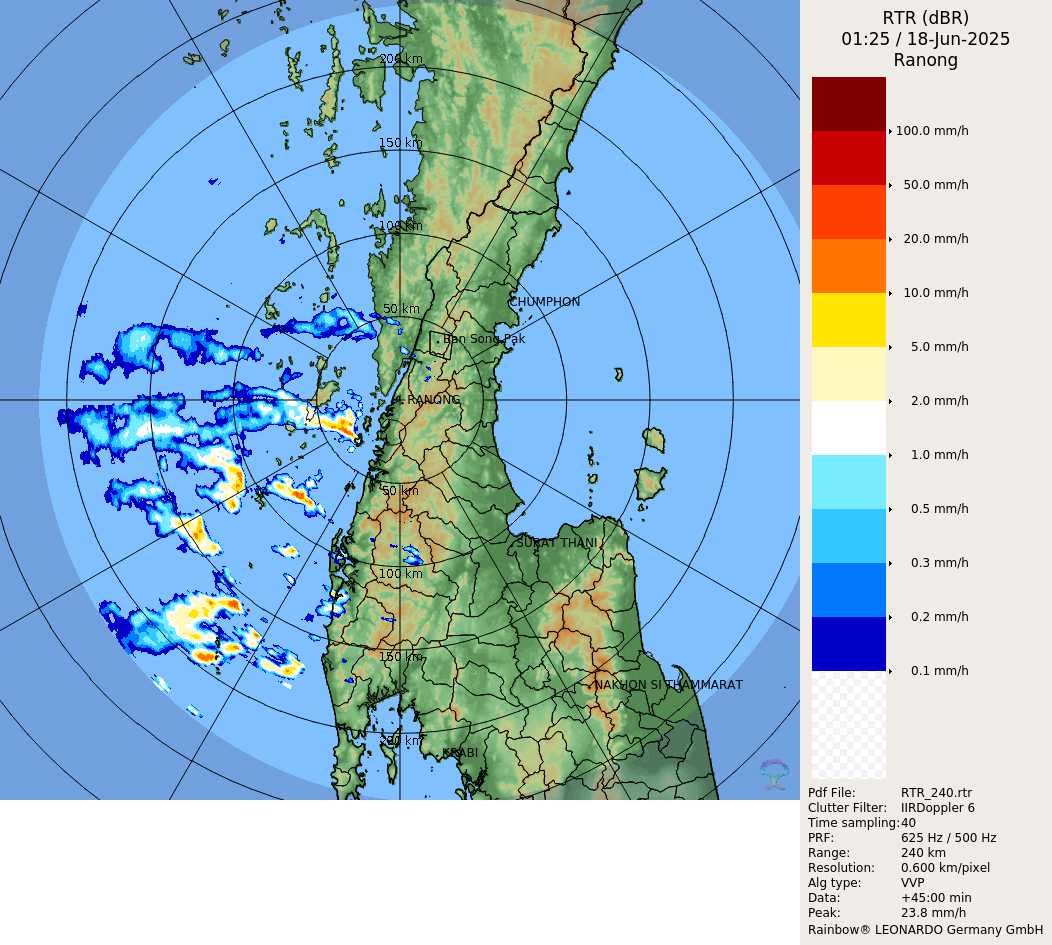 RTR (dBR)
01:25 / 18-Jun-2025
Ranong
200 km
150 km
100 km
50 km
CHUMPHON
Ban Song Pak
RANONG
50 km
SURAT THANI
100 km
150 km
NAKHON SI THAMMARAT
200 km
KRABI
100.0 mm/h
50.0 mm/h
20.0 mm/h
10.0 mm/h
5.0 mm/h
2.0 mm/h
1.0 mm/h
0.5 mm/h
0.3 mm/h
0.2 mm/h
0.1 mm/h
Pdf File: RTR_240.rtr
Clutter Filter: IIRDoppler 6
Time sampling:40
PRF: 625 Hz / 500 Hz
Range: 240 km
Resolution: 0.600 km/pixel
Alg type: VVP
Data: +45:00 min
Peak: 23.8 mm/h
Rainbow® LEONARDO Germany GmbH